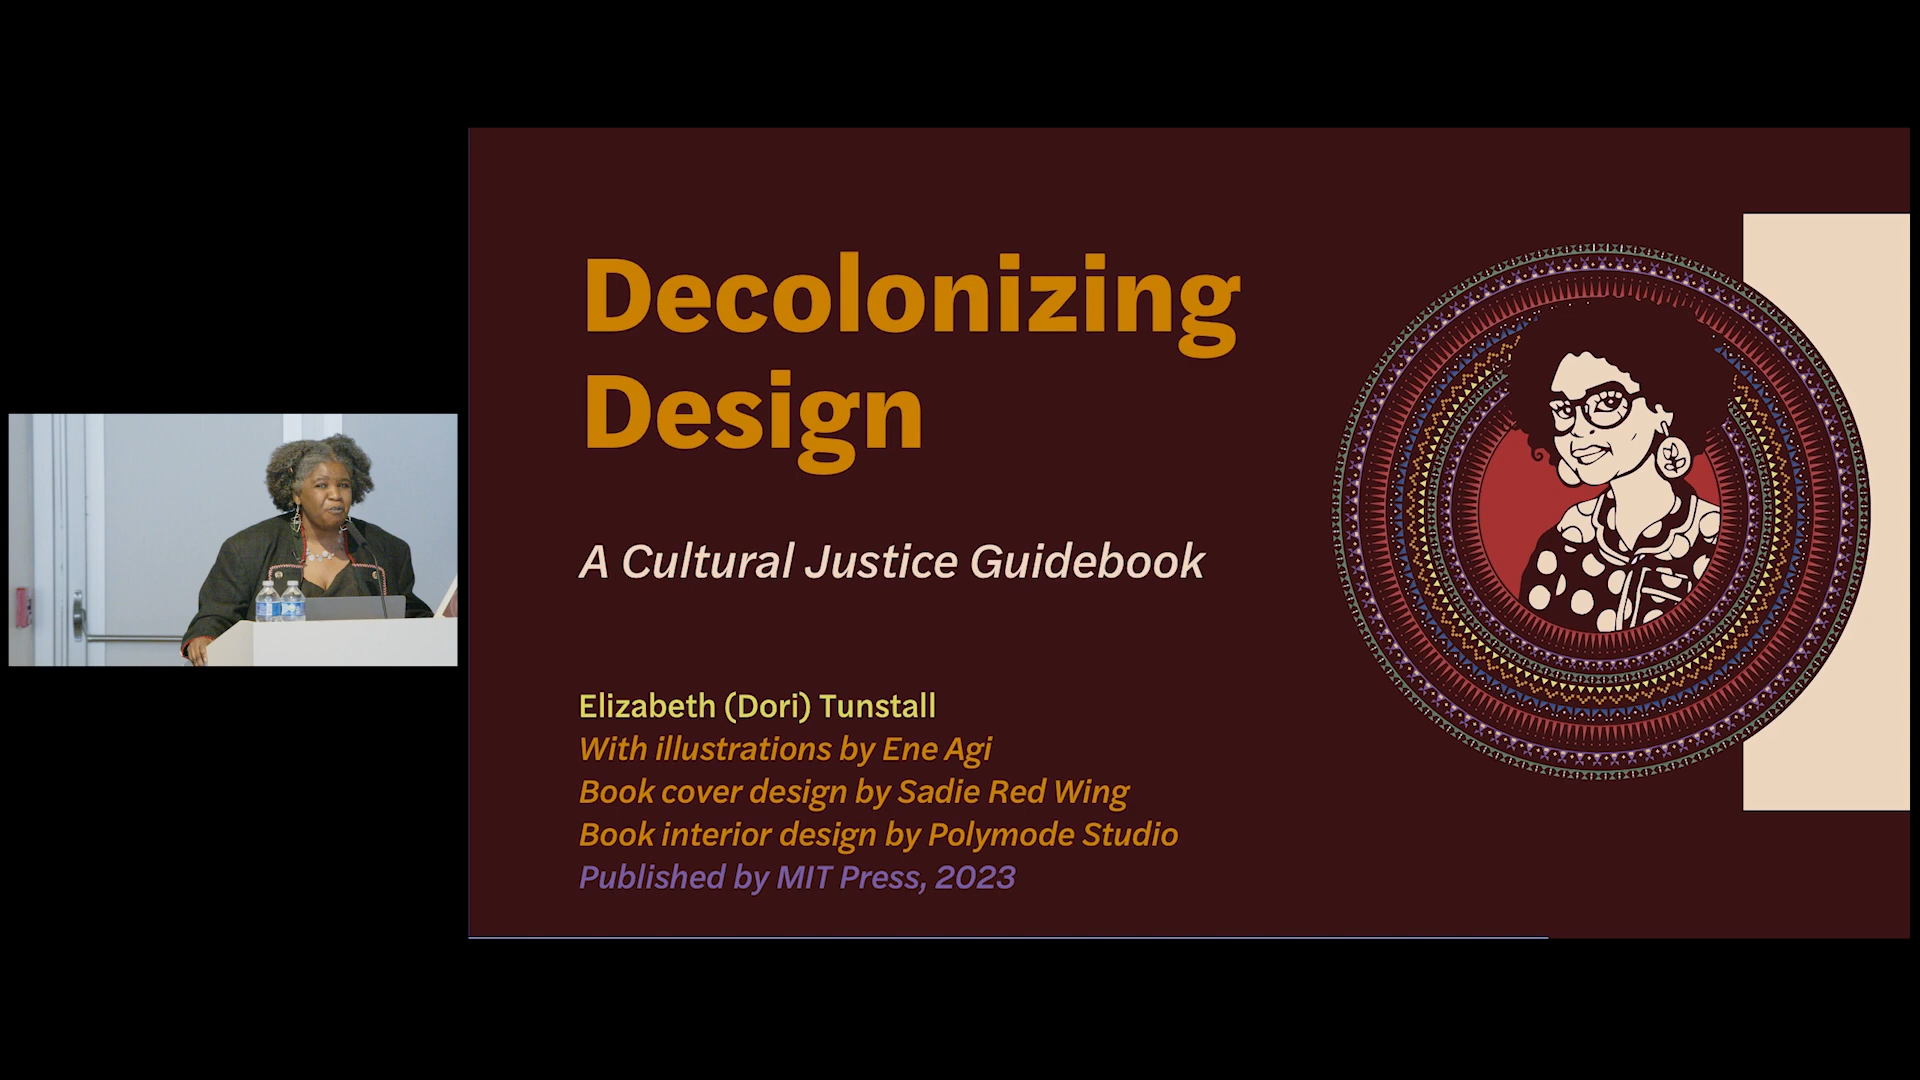 Decolonizing
Design
A Cultural Justice Guidebook
Elizabeth (Dori) Tunstall
With illustrations by Ene Agi
Book cover design by Sadie Red Wing
Book interior design by Polymode Studio
Published by MIT Press, 2023